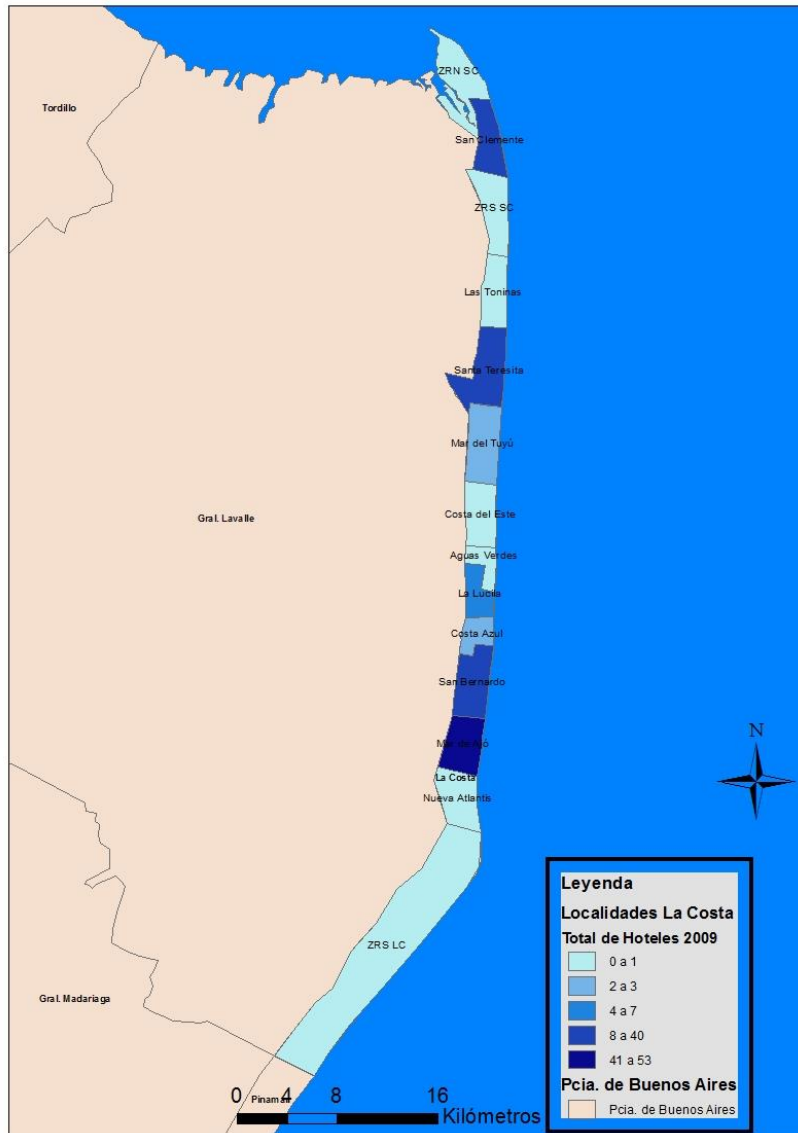 ZRN SC
Tordillo
San Clemente
ZRS SC
Las Toninas
Santa Teresita
Mar del Tuyú
Costa del Este
Gral. Lavalle
Aguas Verdes
La Lucila
Costa Azul
San Bernardo
Mar de Ajó
N
La Costa
Nueva Atlantis
Leyenda
Localidades La Costa
Total de Hoteles 2009
0 a 1
2 a 3
4 a 7
8 a 40
41 a 53
Pcia. de Buenos Aires
Pcia. de Buenos Aires
ZRS LC
Gral. Madariaga
Pinamar
0 4 8 16
Kilómetros